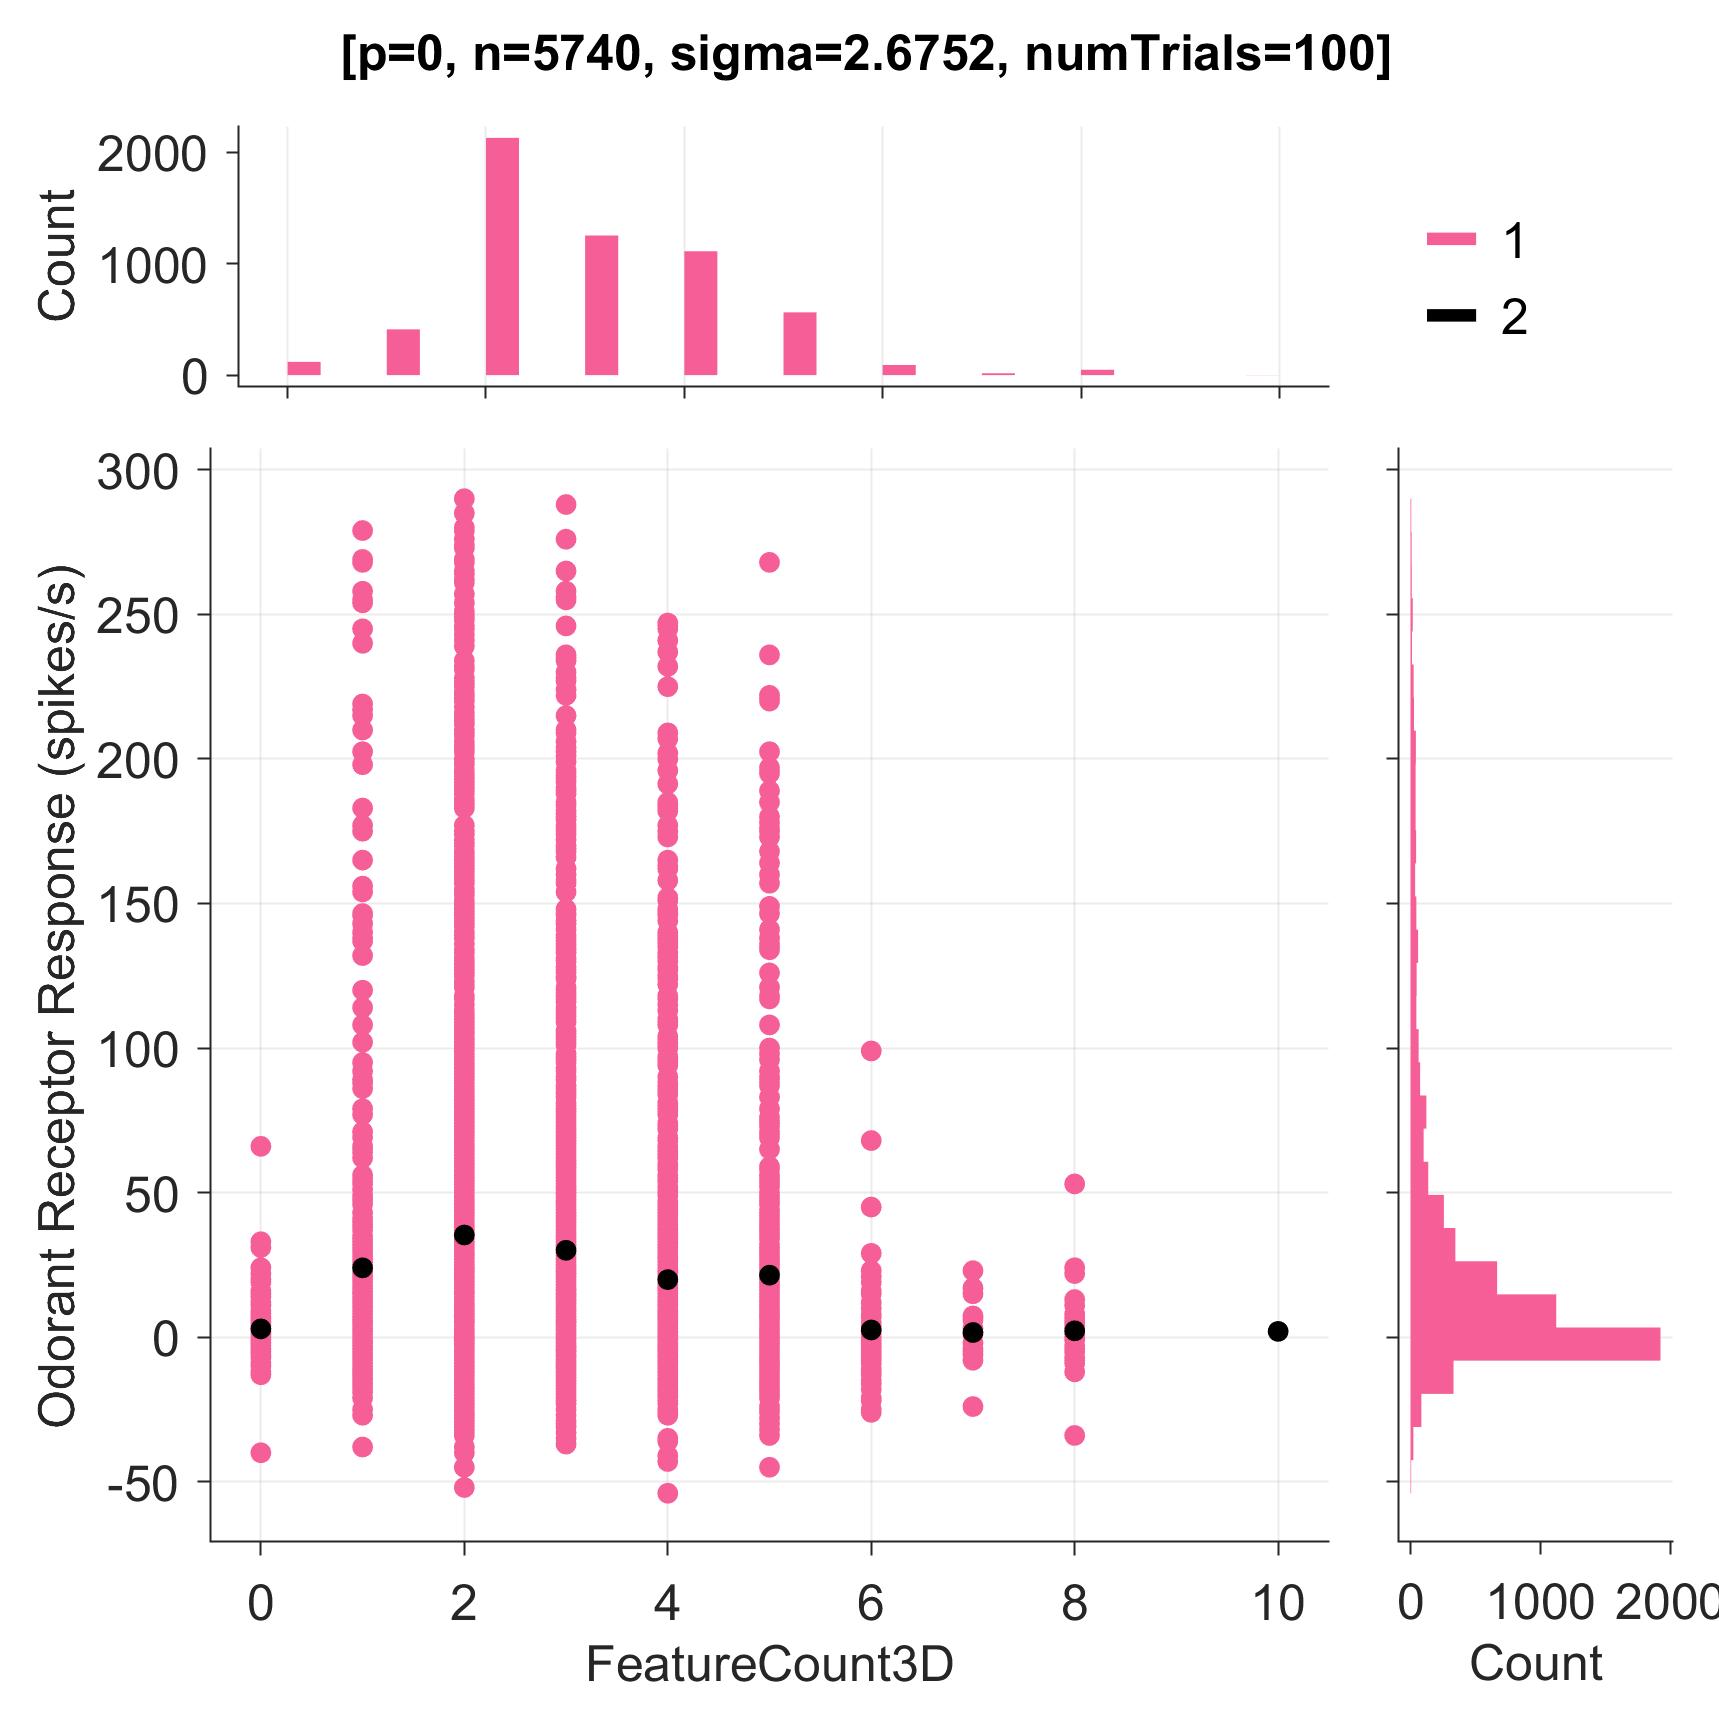 [p=0, n=5740, sigma=2.6752, numTrials=100]
Count
2000
1000
0
1
2
Odorant Receptor Response (spikes/s)
300
250
200
150
100
50
0
-50
0 2 4 6 8 10
FeatureCount3D
0 1000 2000
Count